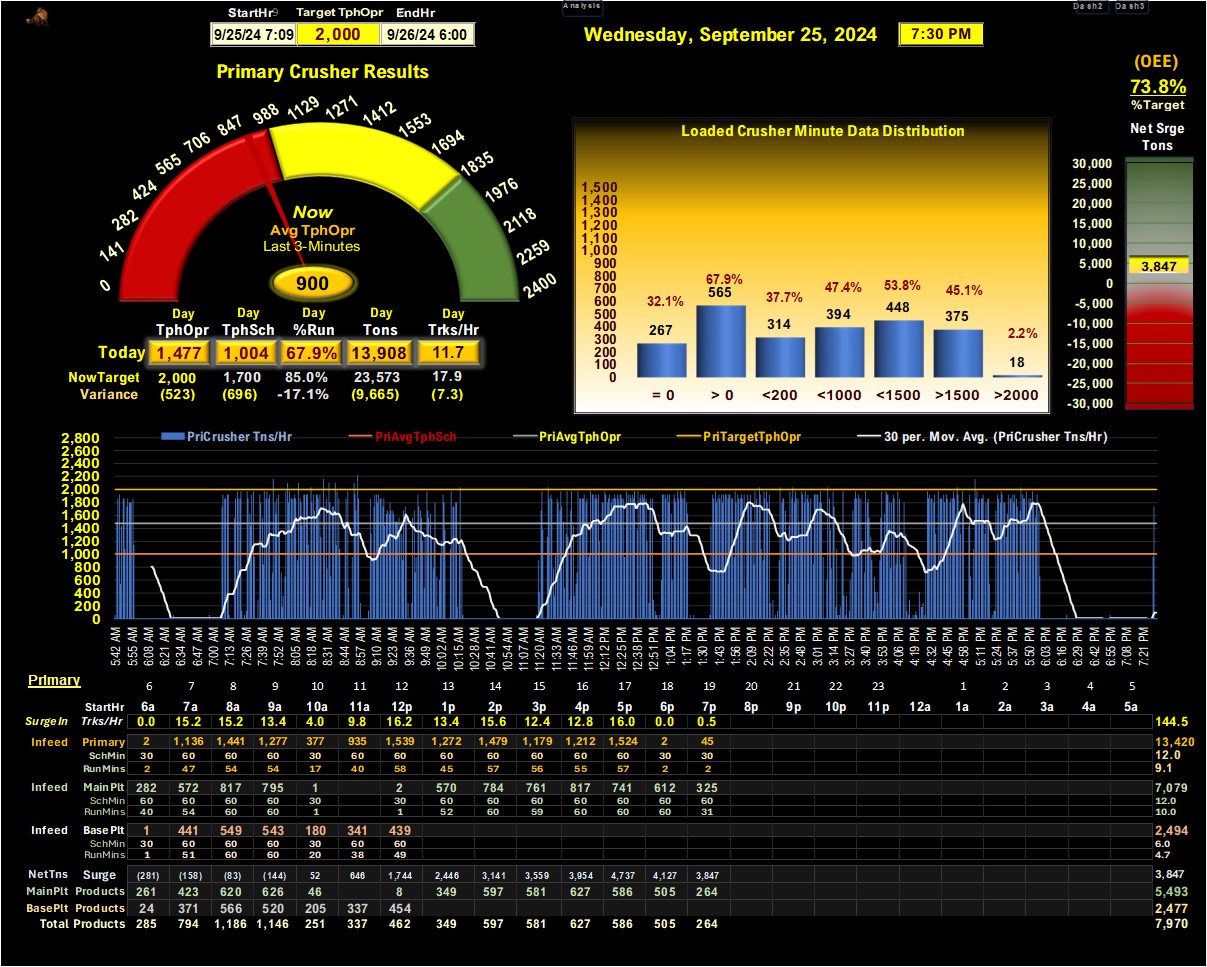 Analysis Dash2 Dash3
StartHr Target TphOpr EndHr
9/25/24 7:09 2,000 9/26/24 6:00
Wednesday, September 25, 2024 7:30 PM
(OEE)
73.8%
%Target
Net Srge
Tons
30,000
25,000
20,000
15,000
10,000
5,000
3,847
0
-5,000
-10,000
-15,000
-20,000
-25,000
-30,000
Primary Crusher Results
0 141 282 424 565 706 847 988 1129 1271 1412 1553 1694 1835 1976 2118 2259 2400
Now
Avg TphOpr
Last 3-Minutes
900
Day Day Day Day Day
TphOpr TphSch %Run Tons Trks/Hr
Today 1,477 1,004 67.9% 13,908 11.7
NowTarget 2,000 1,700 85.0% 23,573 17.9
Variance (523) (696) -17.1% (9,665) (7.3)
Loaded Crusher Minute Data Distribution
1,500
1,400
1,300
1,200
1,100
1,000
900
800
700
600
500
400
300
200
100
0
32.1% 67.9% 37.7% 47.4% 53.8% 45.1% 2.2%
267 565 314 394 448 375 18
= 0 > 0 <200 <1000 <1500 >1500 >2000
PriCrusher Tns/Hr PriAvgTphSch PriAvgTphOpr PriTargetTphOpr 30 per. Mov. Avg. (PriCrusher Tns/Hr)
2,800
2,600
2,400
2,200
2,000
1,800
1,600
1,400
1,200
1,000
800
600
400
200
0
5:42 AM 5:55 AM 6:08 AM 6:21 AM 6:34 AM 6:47 AM 7:00 AM 7:13 AM 7:26 AM 7:39 AM 7:52 AM 8:05 AM 8:18 AM 8:31 AM 8:44 AM 8:57 AM 9:10 AM 9:23 AM 9:36 AM 9:49 AM 10:02 AM 10:15 AM 10:28 AM 10:41 AM 10:54 AM 11:07 AM 11:20 AM 11:33 AM 11:46 AM 11:59 AM 12:12 PM 12:25 PM 12:38 PM 12:51 PM 1:04 PM 1:17 PM 1:30 PM 1:43 PM 1:56 PM 2:09 PM 2:22 PM 2:35 PM 2:48 PM 3:01 PM 3:14 PM 3:27 PM 3:40 PM 3:53 PM 4:06 PM 4:19 PM 4:32 PM 4:45 PM 4:58 PM 5:11 PM 5:24 PM 5:37 PM 5:50 PM 6:03 PM 6:16 PM 6:29 PM 6:42 PM 6:55 PM 7:08 PM 7:21 PM
Primary
6 7 8 9 10 11 12 13 14 15 16 17 18 19 20 21 22 23 1 2 3 4 5
StartHr 6a 7a 8a 9a 10a 11a 12p 1p 2p 3p 4p 5p 6p 7p 8p 9p 10p 11p 12a 1a 2a 3a 4a 5a
SurgeIn Trks/Hr 0.0 15.2 15.2 13.4 4.0 9.8 16.2 13.4 15.6 12.4 12.8 16.0 0.0 0.5 144.5
Infeed Primary 2 1,136 1,441 1,277 377 935 1,539 1,272 1,479 1,179 1,212 1,524 2 45 13,420
SchMin 30 60 60 60 30 60 60 60 60 60 60 60 30 30 12.0
RunMins 2 47 54 54 17 40 58 45 57 56 55 57 2 2 9.1
Infeed MainPlt 282 572 817 795 1 2 570 784 761 817 741 612 325 7,079
SchMin 60 60 60 60 30 30 60 60 60 60 60 60 60 12.0
RunMins 40 54 60 60 1 1 52 60 59 60 60 60 31 10.0
Infeed BasePlt 1 441 549 543 180 341 439 2,494
SchMin 30 60 60 60 30 60 60 6.0
RunMins 1 51 60 60 20 38 49 4.7
NetTns Surge (281) (158) (83) (144) 52 646 1,744 2,446 3,141 3,559 3,954 4,737 4,127 3,847 3,847
MainPlt Products 261 423 620 626 46 8 349 597 581 627 586 505 264 5,493
BasePlt Products 24 371 566 520 205 337 454 2,477
Total Products 285 794 1,186 1,146 251 337 462 349 597 581 627 586 505 264 7,970